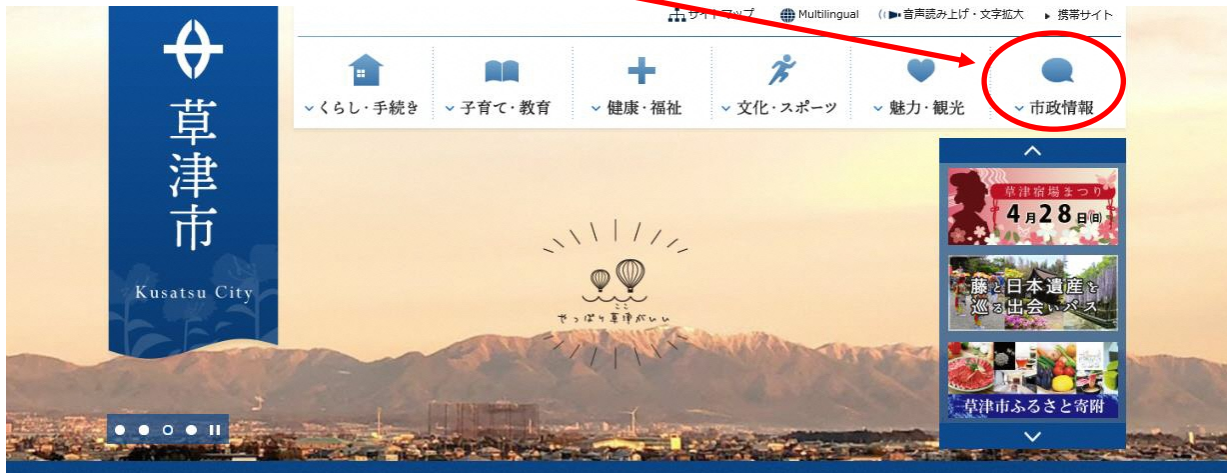 サイトマップ Multilingual 音声読み上げ・文字拡大 携帯サイト
くらし・手続き 子育て・教育 健康・福祉 文化・スポーツ 魅力・観光 市政情報
草津市
Kusatsu City
ここ
やっぱり草津がいい
草津宿場まつり
4月28日(日)
藤と日本遺産を
巡る出会いバス
草津市ふるさと寄附